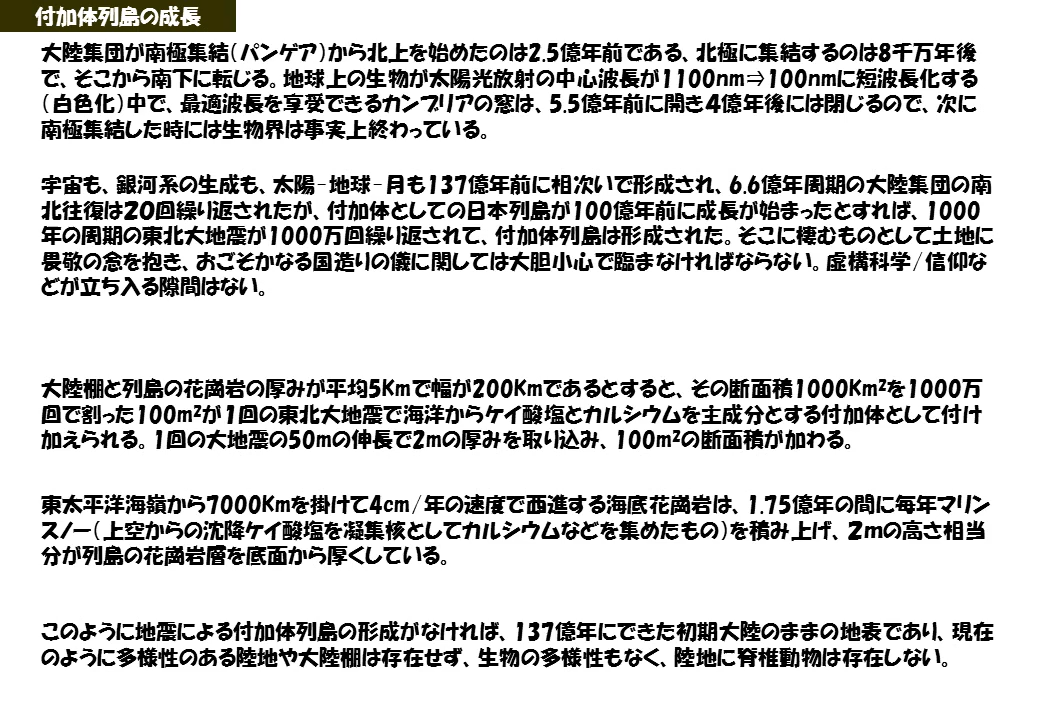 付加体列島の成長
大陸集団が南極集結(パンゲア)から北上を始めたのは2.5億年前である、北極に集結するのは8千万年後
で、そこから南下に転じる。地球上の生物が太陽光放射の中心波長が1100nm⇒100nmに短波長化する
(白色化)中で、最適波長を享受できるカンブリアの窓は、5.5億年前に開き4億年後には閉じるので、次に
南極集結した時には生物界は事実上終わっている。
宇宙も、銀河系の生成も、太陽-地球-月も137億年前に相次いで形成され、6.6億年周期の大陸集団の南
北往復は20回繰り返されたが、付加体としての日本列島が100億年前に成長が始まったとすれば、1000
年の周期の東北大地震が1000万回繰り返されて、付加体列島は形成された。そこに棲むものとして土地に
畏敬の念を抱き、おごそかなる国造りの儀に関しては大胆小心で臨まなければならない。虚構科学/信仰な
どが立ち入る隙間はない。
大陸棚と列島の花崗岩の厚みが平均5Kmで幅が200Kmであるとすると、その断面積1000Km²を1000万
回で割った100m²が1回の東北大地震で海洋からケイ酸塩とカルシウムを主成分とする付加体として付け
加えられる。1回の大地震の50mの伸長で2mの厚みを取り込み、100m²の断面積が加わる。
東太平洋海嶺から7000Kmを掛けて4cm/年の速度で西進する海底花崗岩は、1.75億年の間に毎年マリン
スノー(上空からの沈降ケイ酸塩を凝集核としてカルシウムなどを集めたもの)を積み上げ、2mの高さ相当
分が列島の花崗岩層を底面から厚くしている。
このように地震による付加体列島の形成がなければ、137億年にできた初期大陸のままの地表であり、現在
のように多様性のある陸地や大陸棚は存在せず、生物の多様性もなく、陸地に脊椎動物は存在しない。